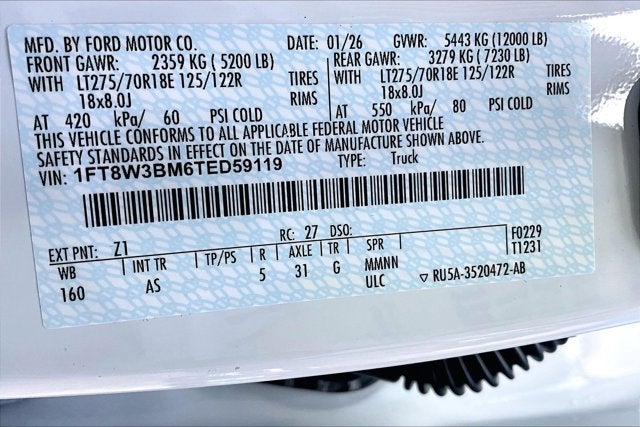 MFD. BY FORD MOTOR CO. DATE: 01/26 GVWR: 5443 KG (12000 LB)
FRONT GAWR: 2359 KG (5200 LB) REAR GAWR: 3279 KG (7230 LB)
WITH LT275/70R18E 125/122R TIRES WITH LT275/70R18E 125/122R TIRES
18x8.0J RIMS 18x8.0J RIMS
AT 420 kPa/ 60 PSI COLD AT 550 kPa/ 80 PSI COLD
THIS VEHICLE CONFORMS TO ALL APPLICABLE FEDERAL MOTOR VEHICLE
SAFETY STANDARDS IN EFFECT ON THE DATE OF MANUFACTURE SHOWN ABOVE.
VIN: 1FT8W3BM6TED59119 TYPE: Truck
EXT PNT: Z1 RC: 27 DSO: F0229
WB INT TR TP/PS R AXLE TR SPR T1231
160 AS 5 31 G MMNN
ULC ▽ RU5A-3520472-AB